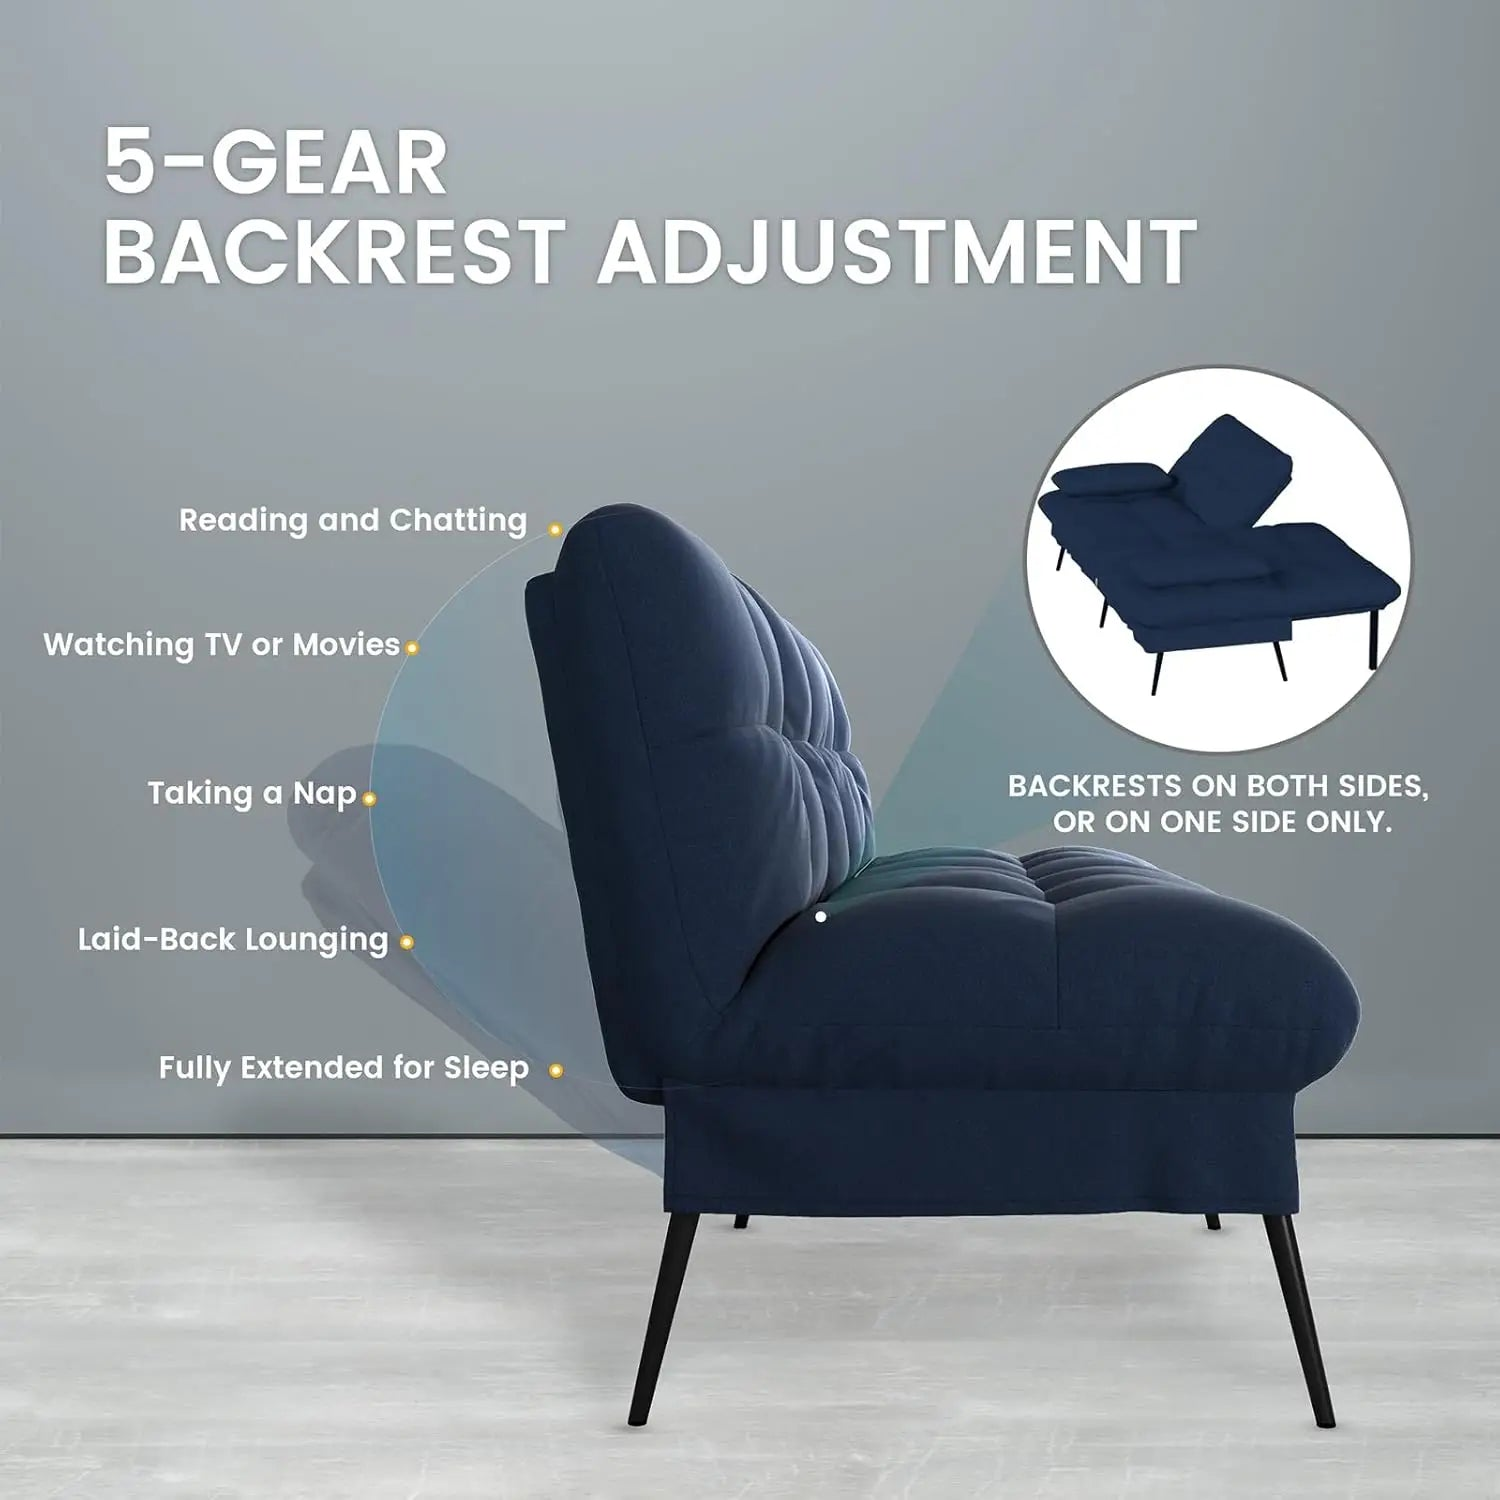 5-GEAR
BACKREST ADJUSTMENT
Reading and Chatting
Watching TV or Movies
Taking a Nap
Laid-Back Lounging
Fully Extended for Sleep
BACKRESTS ON BOTH SIDES,
OR ON ONE SIDE ONLY.